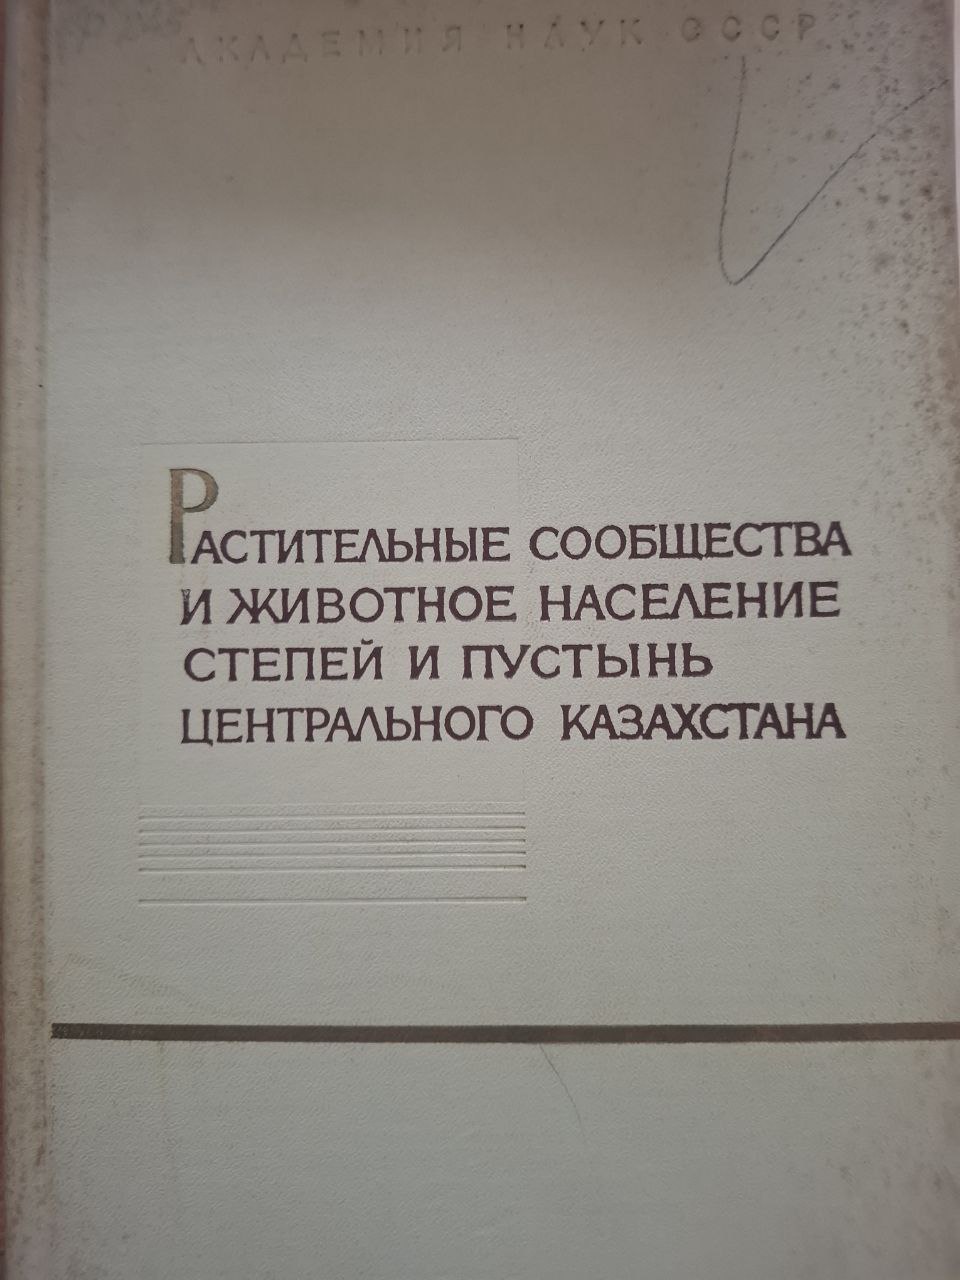 АКАДЕМИЯ НАУК СССР
РАСТИТЕЛЬНЫЕ СООБЩЕСТВА
И ЖИВОТНОЕ НАСЕЛЕНИЕ
СТЕПЕЙ И ПУСТЫНЬ
ЦЕНТРАЛЬНОГО КАЗАХСТАНА